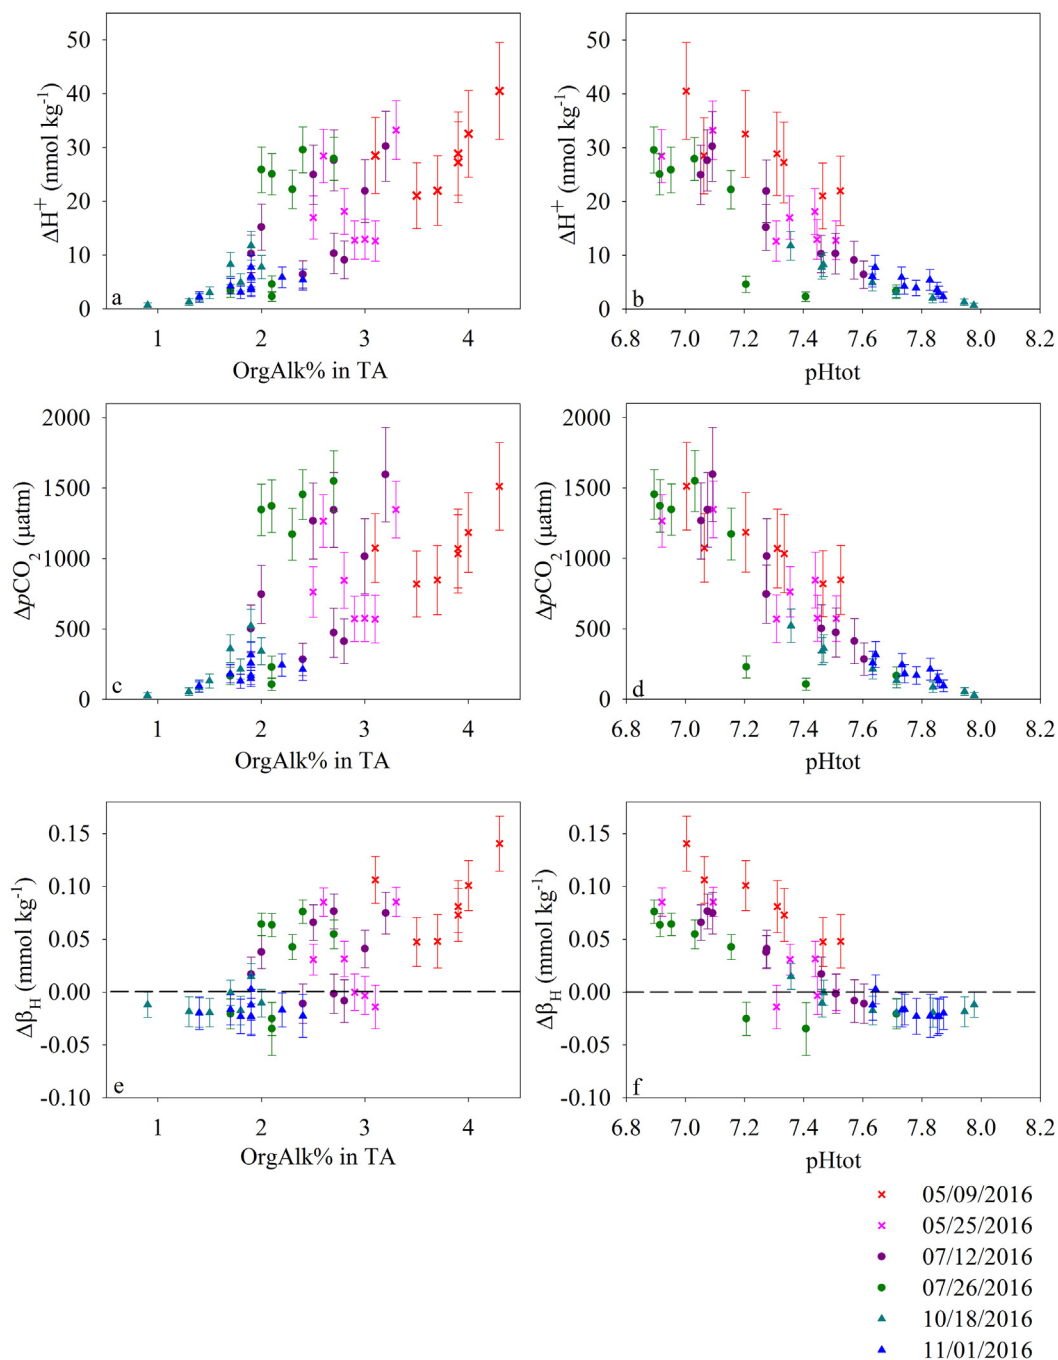 50
40
30
20
10
0
ΔH⁺ (nmol kg⁻¹)
a
1 2 3 4
OrgAlk% in TA
50
40
30
20
10
0
ΔH⁺ (nmol kg⁻¹)
b
6.8 7.0 7.2 7.4 7.6 7.8 8.0 8.2
pHtot
2000
1500
1000
500
0
ΔpCO₂ (µatm)
c
1 2 3 4
OrgAlk% in TA
2000
1500
1000
500
0
ΔpCO₂ (µatm)
d
6.8 7.0 7.2 7.4 7.6 7.8 8.0 8.2
pHtot
0.15
0.10
0.05
0.00
-0.05
-0.10
Δβ_H (mmol kg⁻¹)
e
1 2 3 4
OrgAlk% in TA
0.15
0.10
0.05
0.00
-0.05
-0.10
Δβ_H (mmol kg⁻¹)
f
6.8 7.0 7.2 7.4 7.6 7.8 8.0 8.2
pHtot
05/09/2016
05/25/2016
07/12/2016
07/26/2016
10/18/2016
11/01/2016